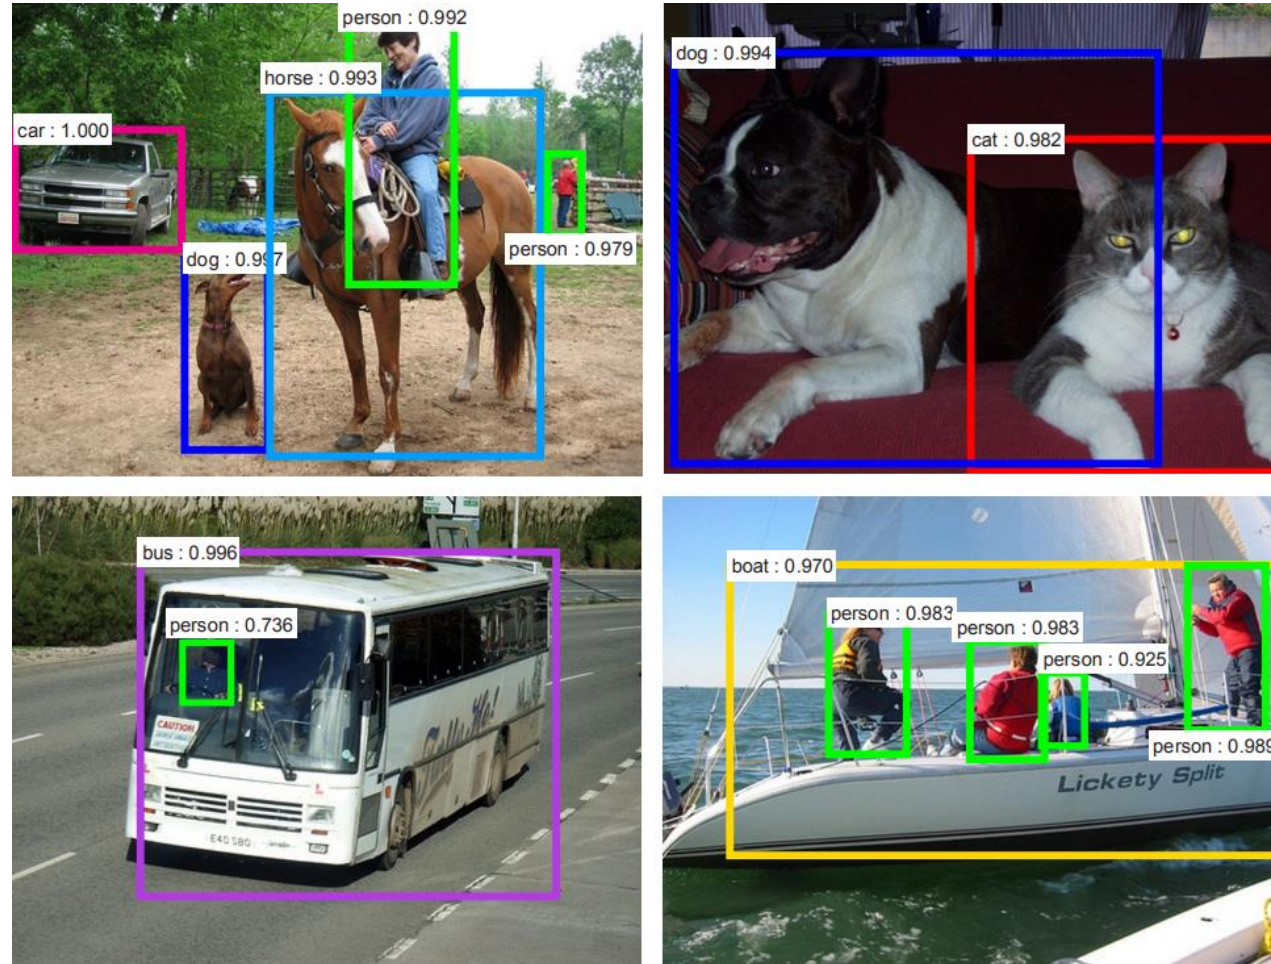 person : 0.992
horse : 0.993
car : 1.000
person : 0.979
dog : 0.997
dog : 0.994
cat : 0.982
bus : 0.996
person : 0.736
CAUTION
E40 SBO
boat : 0.970
person : 0.983
person : 0.983
person : 0.925
person : 0.989
Lickety Split